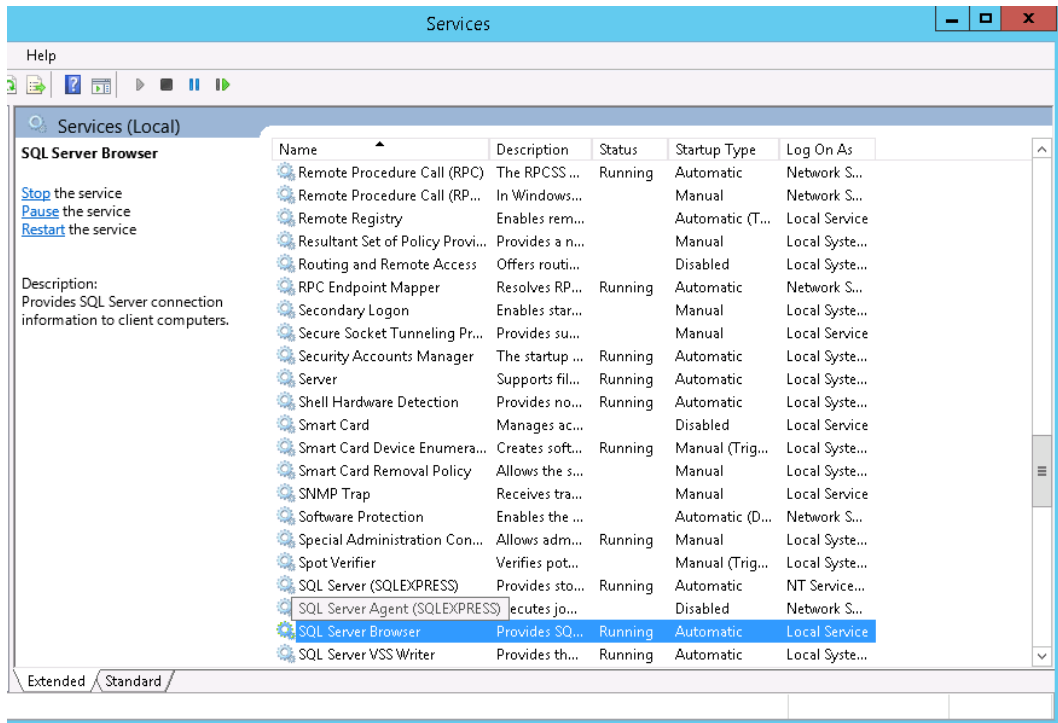 Services
x
Help
Services (Local)
SQL Server Browser
Stop the service
Pause the service
Restart the service
Description:
Provides SQL Server connection
information to client computers.
Name Description Status Startup Type Log On As
Remote Procedure Call (RPC) The RPCSS ... Running Automatic Network S...
Remote Procedure Call (RP... In Windows... Manual Network S...
Remote Registry Enables rem... Automatic (T... Local Service
Resultant Set of Policy Provi... Provides a n... Manual Local Syste...
Routing and Remote Access Offers routi... Disabled Local Syste...
RPC Endpoint Mapper Resolves RP... Running Automatic Network S...
Secondary Logon Enables star... Manual Local Syste...
Secure Socket Tunneling Pr... Provides su... Manual Local Service
Security Accounts Manager The startup ... Running Automatic Local Syste...
Server Supports fil... Running Automatic Local Syste...
Shell Hardware Detection Provides no... Running Automatic Local Syste...
Smart Card Manages ac... Disabled Local Service
Smart Card Device Enumera... Creates soft... Running Manual (Trig... Local Syste...
Smart Card Removal Policy Allows the s... Manual Local Syste...
SNMP Trap Receives tra... Manual Local Service
Software Protection Enables the ... Automatic (D... Network S...
Special Administration Con... Allows adm... Running Manual Local Syste...
Spot Verifier Verifies pot... Manual (Trig... Local Syste...
SQL Server (SQLEXPRESS) Provides sto... Running Automatic NT Service...
SQL Server Agent (SQLEXPRESS) ecutes jo... Disabled Network S...
SQL Server Browser Provides SQ... Running Automatic Local Service
SQL Server VSS Writer Provides th... Running Automatic Local Syste...
Extended Standard